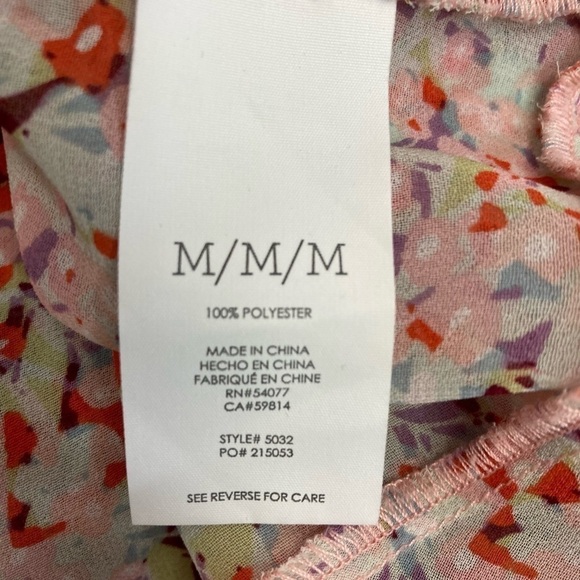 M/M/M
100% POLYESTER
MADE IN CHINA
HECHO EN CHINA
FABRIQUÉ EN CHINE
RN#54077
CA#59814
STYLE# 5032
PO# 215053
SEE REVERSE FOR CARE